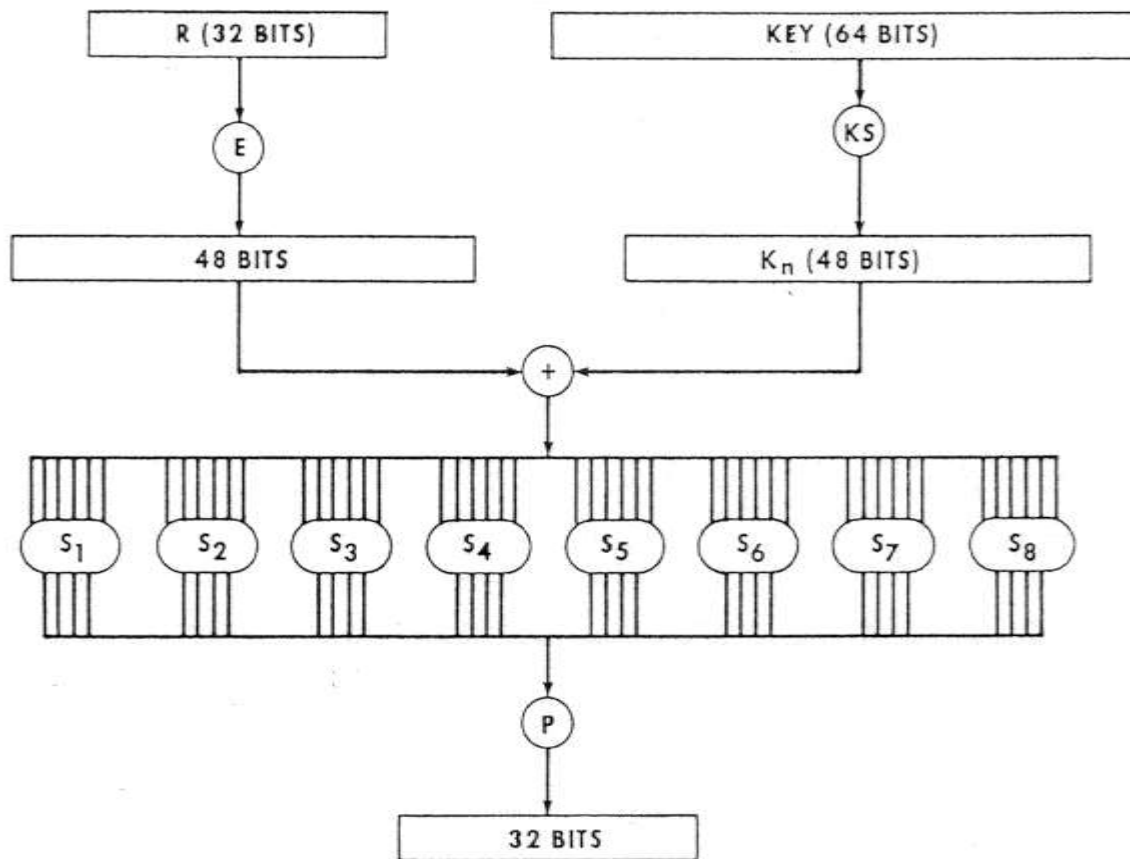 R (32 BITS)
KEY (64 BITS)
E
KS
48 BITS
Kn (48 BITS)
+
S1 S2 S3 S4 S5 S6 S7 S8
P
32 BITS